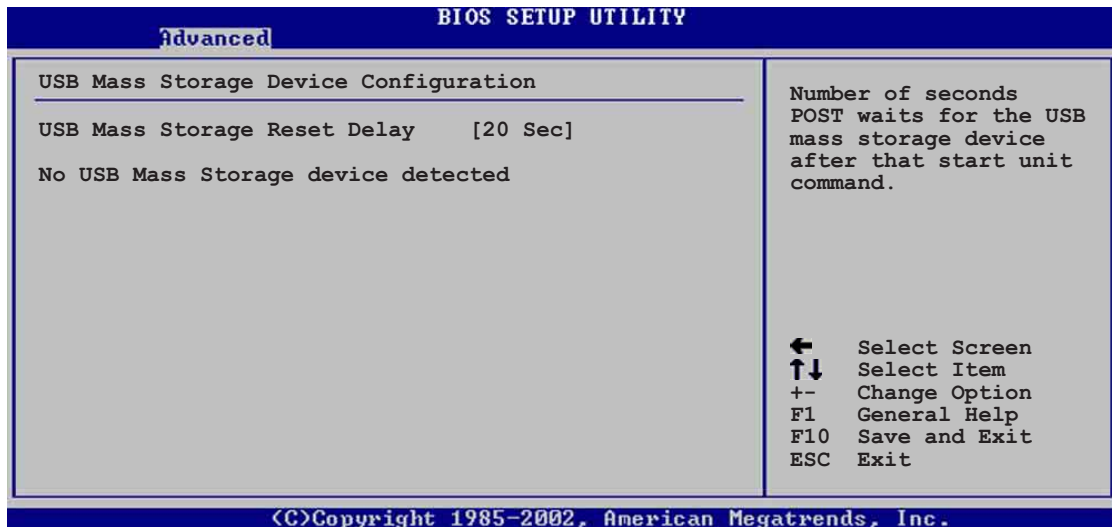 BIOS SETUP UTILITY
Advanced
USB Mass Storage Device Configuration
USB Mass Storage Reset Delay [20 Sec]
No USB Mass Storage device detected
Number of seconds
POST waits for the USB
mass storage device
after that start unit
command.
← Select Screen
↑↓ Select Item
+- Change Option
F1 General Help
F10 Save and Exit
ESC Exit
(C)Copyright 1985-2002, American Megatrends, Inc.